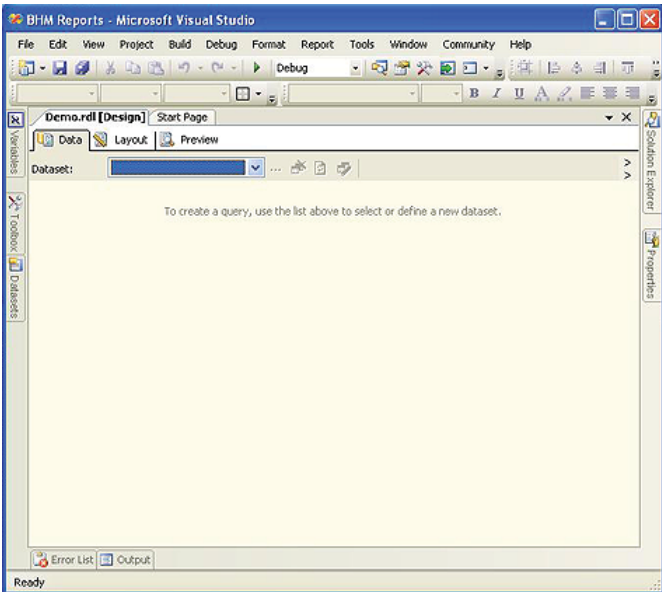 BHM Reports - Microsoft Visual Studio
File Edit View Project Build Debug Format Report Tools Window Community Help
Debug
B I U A
Demo.rdl [Design] Start Page
Data Layout Preview
Dataset:
To create a query, use the list above to select or define a new dataset.
Variables
Toolbox
Datasets
Solution Explorer
Properties
Error List Output
Ready